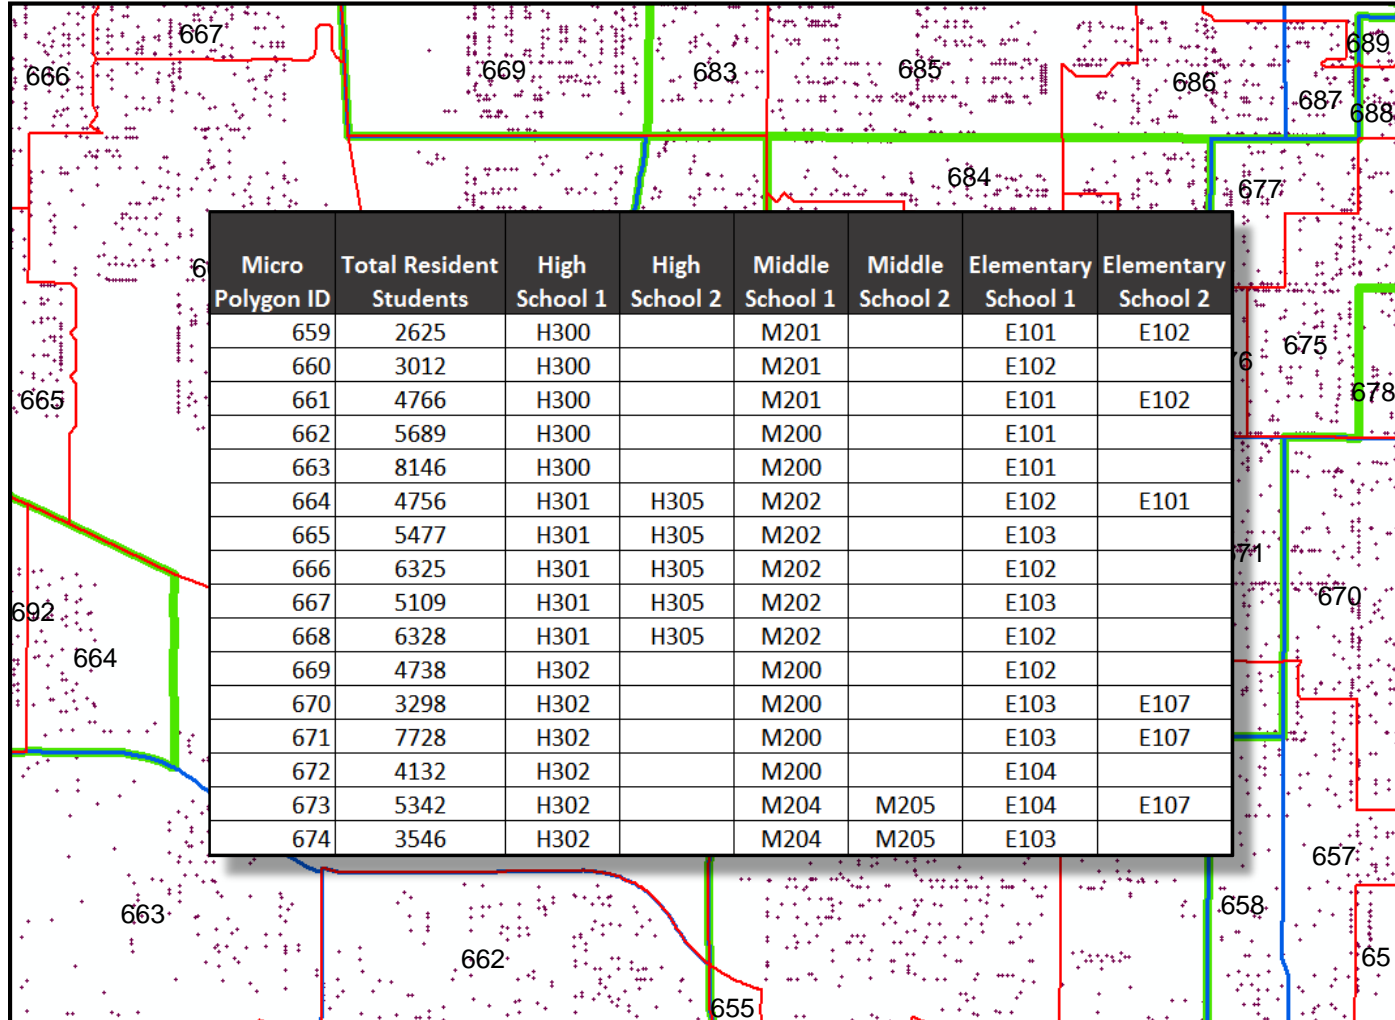 667
689
666
669
683
685
686
687
688
684
677
Micro Polygon ID Total Resident Students High School 1 High School 2 Middle School 1 Middle School 2 Elementary School 1 Elementary School 2
659 2625 H300 M201 E101 E102
660 3012 H300 M201 E102
661 4766 H300 M201 E101 E102
662 5689 H300 M200 E101
663 8146 H300 M200 E101
664 4756 H301 H305 M202 E102 E101
665 5477 H301 H305 M202 E103
666 6325 H301 H305 M202 E102
667 5109 H301 H305 M202 E103
668 6328 H301 H305 M202 E102
669 4738 H302 M200 E102
670 3298 H302 M200 E103 E107
671 7728 H302 M200 E103 E107
672 4132 H302 M200 E104
673 5342 H302 M204 M205 E104 E107
674 3546 H302 M204 M205 E103
675
665
678
670
692
664
657
663
658
662
65
655